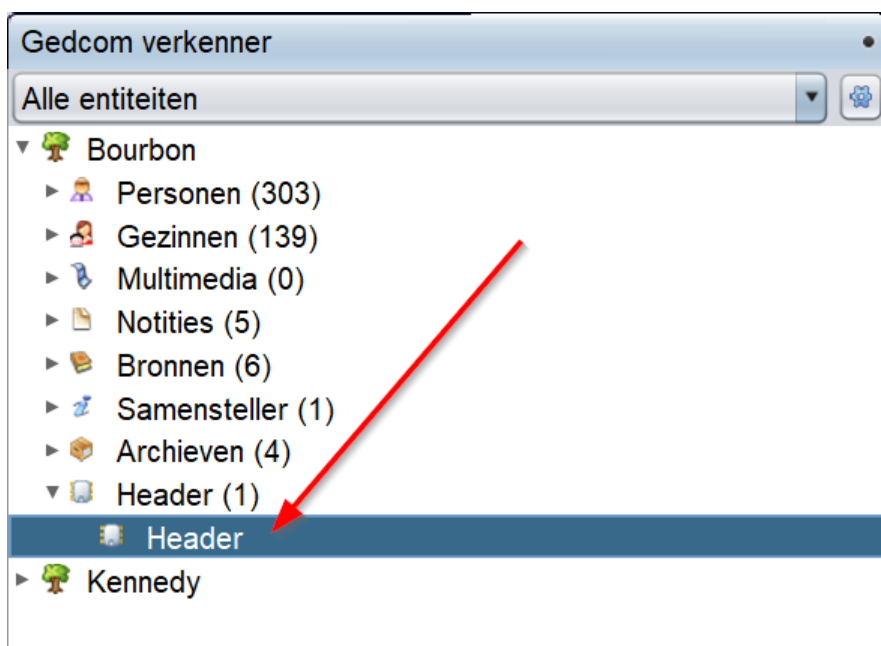 Gedcom verkenner
Alle entiteiten
Bourbon
Personen (303)
Gezinnen (139)
Multimedia (0)
Notities (5)
Bronnen (6)
Samensteller (1)
Archieven (4)
Header (1)
Header
Kennedy